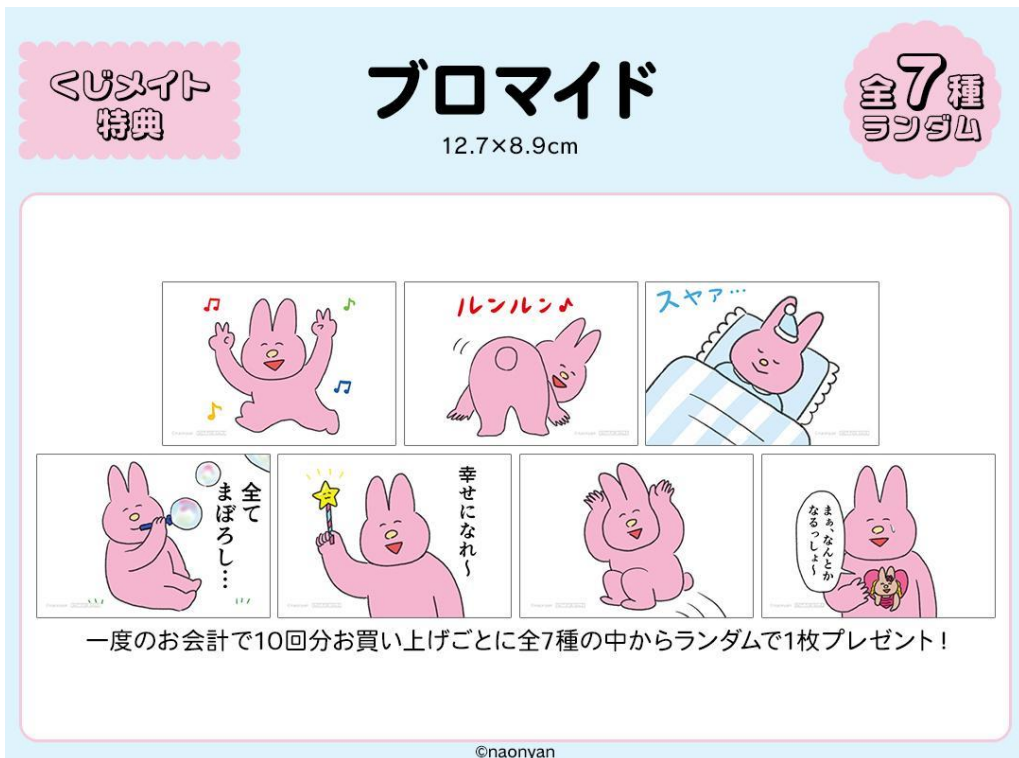 くじメイト
特典
ブロマイド
12.7×8.9cm
全7種
ランダム
ルンルン♪
スヤァ…
全て
まぼろし…
幸せになれ〜
まぁ、なんとか
なるっしょ〜
一度のお会計で10回分お買い上げごとに全7種の中からランダムで1枚プレゼント！
©naonyan